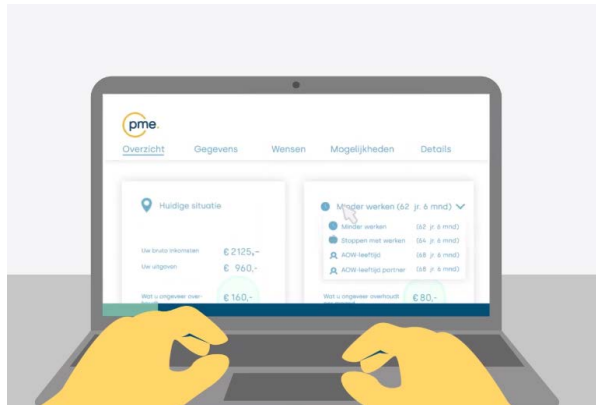 pme.
Overzicht Gegevens Wensen Mogelijkheden Details
Huidige situatie
Uw bruto inkomsten € 2125,-
Uw uitgaven € 960,-
Wat u ongeveer over-
€ 160,-
Minder werken (62 jr. 6 mnd)
Minder werken (62 jr. 6 mnd)
Stoppen met werken (64 jr. 6 mnd)
AOW-leeftijd (68 jr. 6 mnd)
AOW-leeftijd partner (68 jr. 6 mnd)
Wat u ongeveer overhoudt
€ 80,-